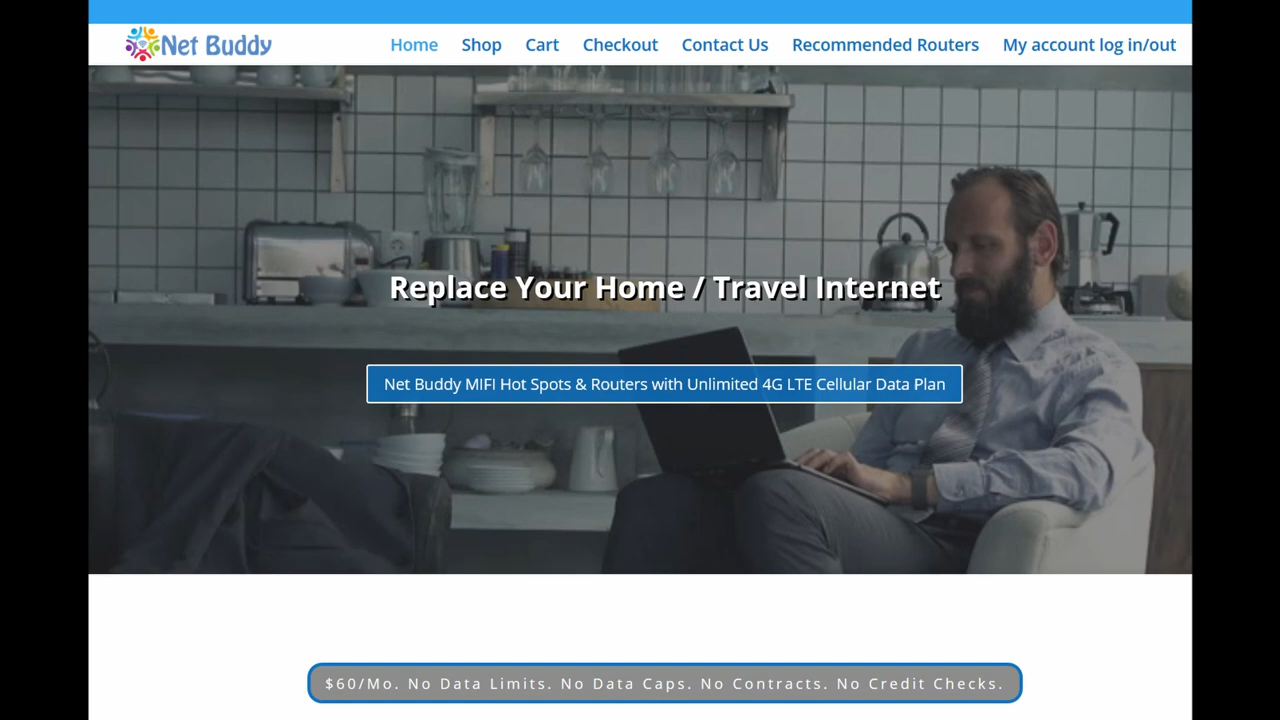 Net Buddy
Home Shop Cart Checkout Contact Us Recommended Routers My account log in/out
Replace Your Home / Travel Internet
Net Buddy MIFI Hot Spots & Routers with Unlimited 4G LTE Cellular Data Plan
$60/Mo. No Data Limits. No Data Caps. No Contracts. No Credit Checks.